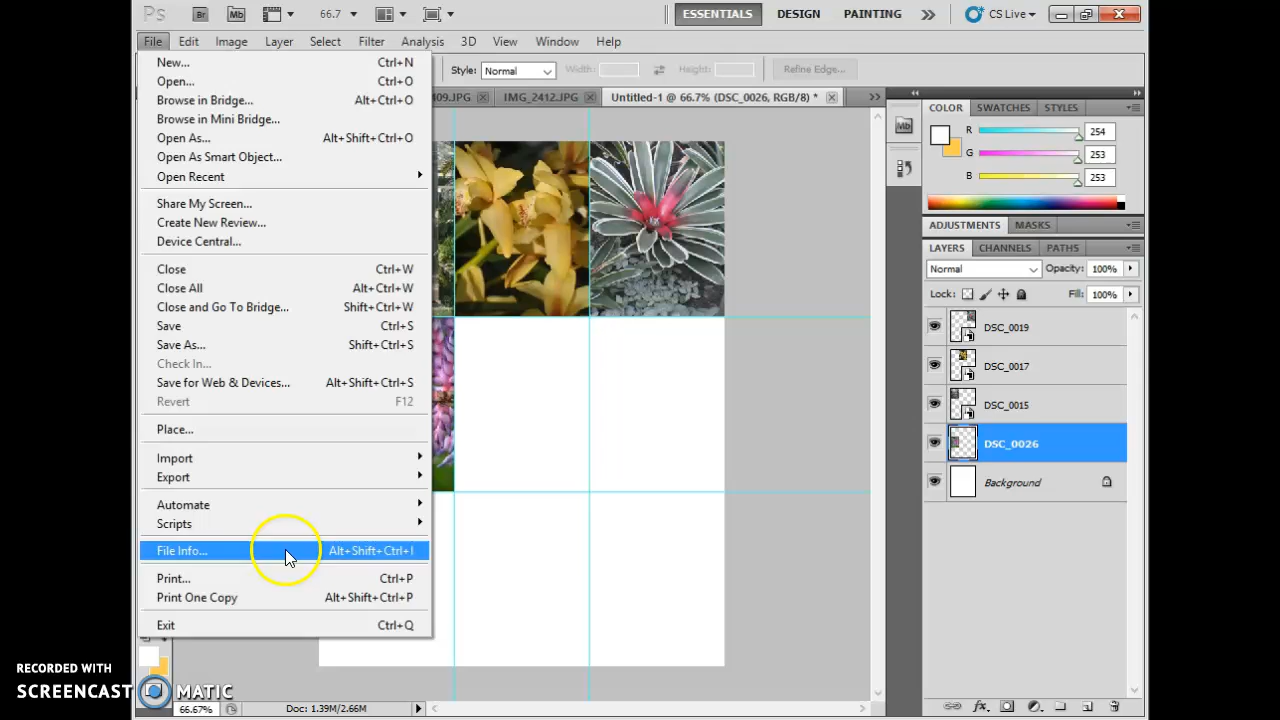 Ps Br Mb 66.7 ESSENTIALS DESIGN PAINTING CS Live
File Edit Image Layer Select Filter Analysis 3D View Window Help
Style: Normal Width: Height: Refine Edge...
409.JPG IMG_2412.JPG Untitled-1 @ 66.7% (DSC_0026, RGB/8) *
New... Ctrl+N
Open... Ctrl+O
Browse in Bridge... Alt+Ctrl+O
Browse in Mini Bridge...
Open As... Alt+Shift+Ctrl+O
Open As Smart Object...
Open Recent
Share My Screen...
Create New Review...
Device Central...
Close Ctrl+W
Close All Alt+Ctrl+W
Close and Go To Bridge... Shift+Ctrl+W
Save Ctrl+S
Save As... Shift+Ctrl+S
Check In...
Save for Web & Devices... Alt+Shift+Ctrl+S
Revert F12
Place...
Import
Export
Automate
Scripts
File Info... Alt+Shift+Ctrl+I
Print... Ctrl+P
Print One Copy Alt+Shift+Ctrl+P
Exit Ctrl+Q
Mb
COLOR SWATCHES STYLES
R 254
G 253
B 253
ADJUSTMENTS MASKS
LAYERS CHANNELS PATHS
Normal Opacity: 100%
Lock: Fill: 100%
DSC_0019
DSC_0017
DSC_0015
DSC_0026
Background
fx
66.67% Doc: 1.39M/2.66M
RECORDED WITH
SCREENCAST MATIC